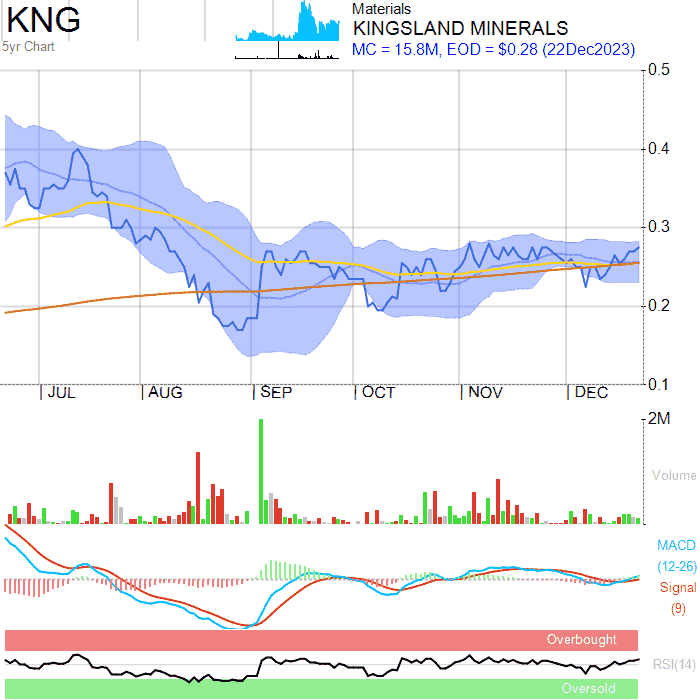 KNG
5yr Chart
Materials
KINGSLAND MINERALS
MC = 15.8M, EOD = $0.28 (22Dec2023)
0.5
0.4
0.3
0.2
0.1
JUL
AUG
SEP
OCT
NOV
DEC
2M
Volume
MACD
(12-26)
Signal
(9)
Overbought
RSI(14)
Oversold